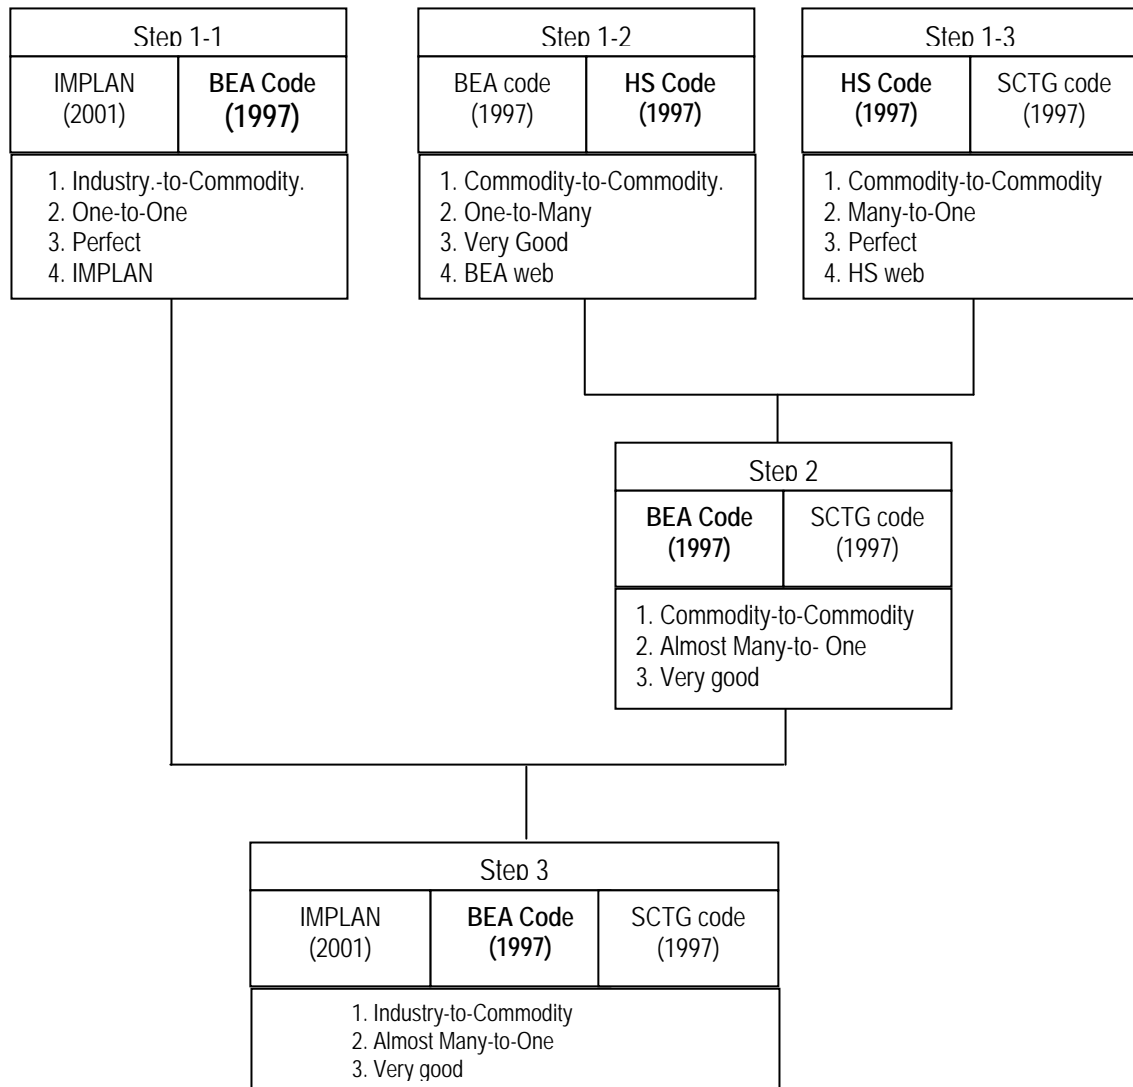 Step 1-1
IMPLAN
(2001)
BEA Code
(1997)
1. Industry.-to-Commodity.
2. One-to-One
3. Perfect
4. IMPLAN
Step 1-2
BEA code
(1997)
HS Code
(1997)
1. Commodity-to-Commodity.
2. One-to-Many
3. Very Good
4. BEA web
Step 1-3
HS Code
(1997)
SCTG code
(1997)
1. Commodity-to-Commodity
2. Many-to-One
3. Perfect
4. HS web
Step 2
BEA Code
(1997)
SCTG code
(1997)
1. Commodity-to-Commodity
2. Almost Many-to- One
3. Very good
Step 3
IMPLAN
(2001)
BEA Code
(1997)
SCTG code
(1997)
1. Industry-to-Commodity
2. Almost Many-to-One
3. Very good